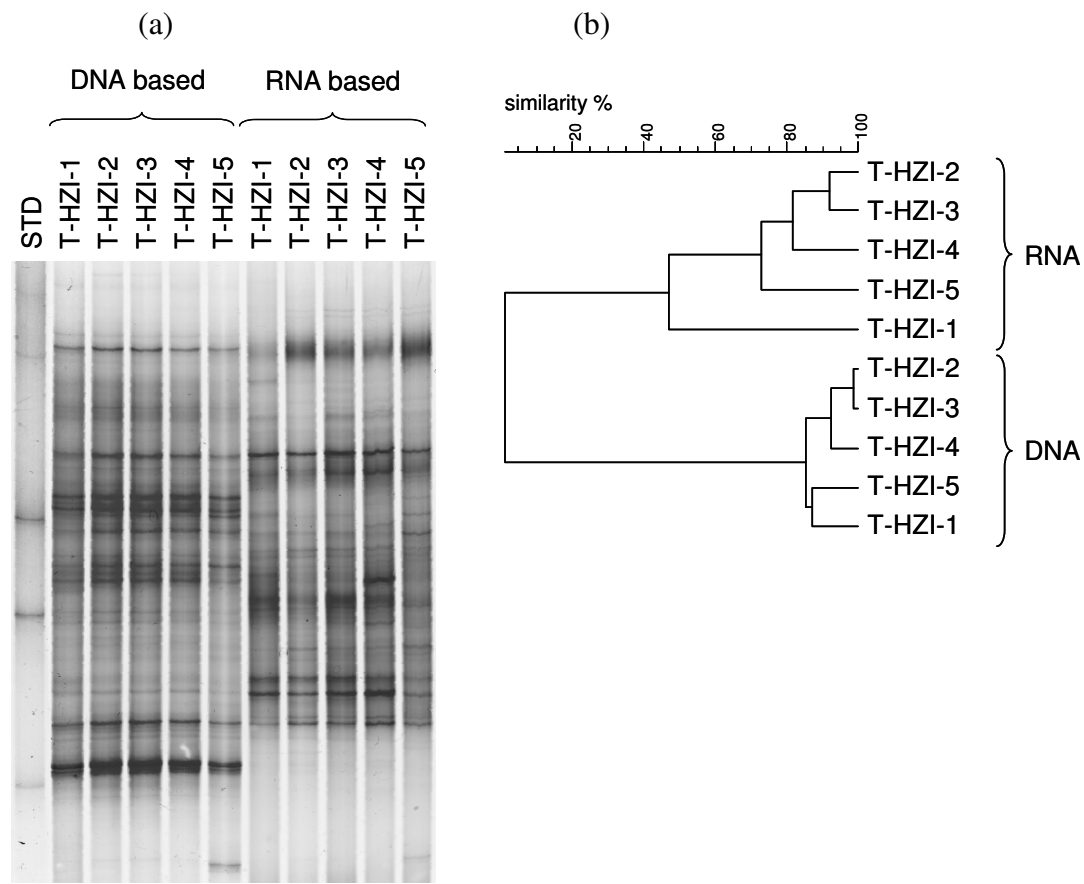 (a)
DNA based
RNA based
STD
T-HZI-1
T-HZI-2
T-HZI-3
T-HZI-4
T-HZI-5
T-HZI-1
T-HZI-2
T-HZI-3
T-HZI-4
T-HZI-5
(b)
similarity %
20
40
60
80
100
T-HZI-2
T-HZI-3
T-HZI-4
T-HZI-5
T-HZI-1
RNA
T-HZI-2
T-HZI-3
T-HZI-4
T-HZI-5
T-HZI-1
DNA